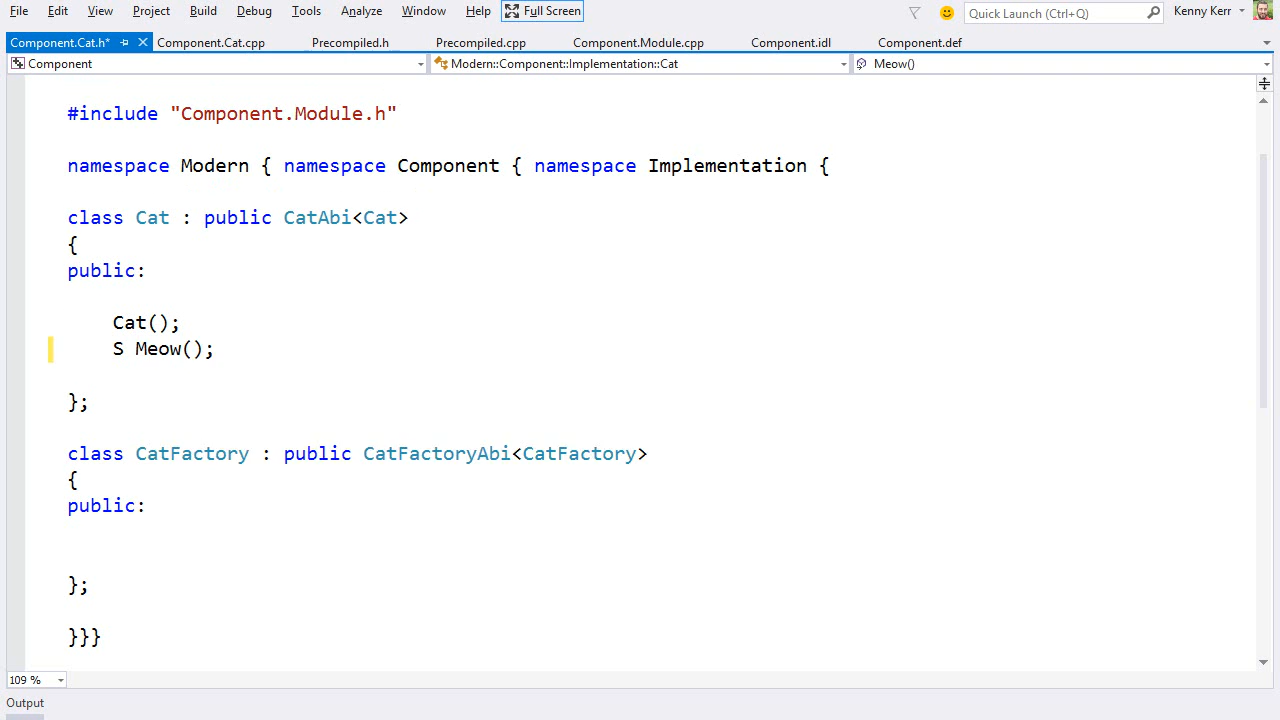 File Edit View Project Build Debug Tools Analyze Window Help Full Screen Quick Launch (Ctrl+Q) Kenny Kerr
Component.Cat.h* Component.Cat.cpp Precompiled.h Precompiled.cpp Component.Module.cpp Component.idl Component.def
Component Modern::Component::Implementation::Cat Meow()
#include "Component.Module.h"
namespace Modern { namespace Component { namespace Implementation {
class Cat : public CatAbi<Cat>
{
public:
Cat();
S Meow();
};
class CatFactory : public CatFactoryAbi<CatFactory>
{
public:
};
}}}
109 %
Output